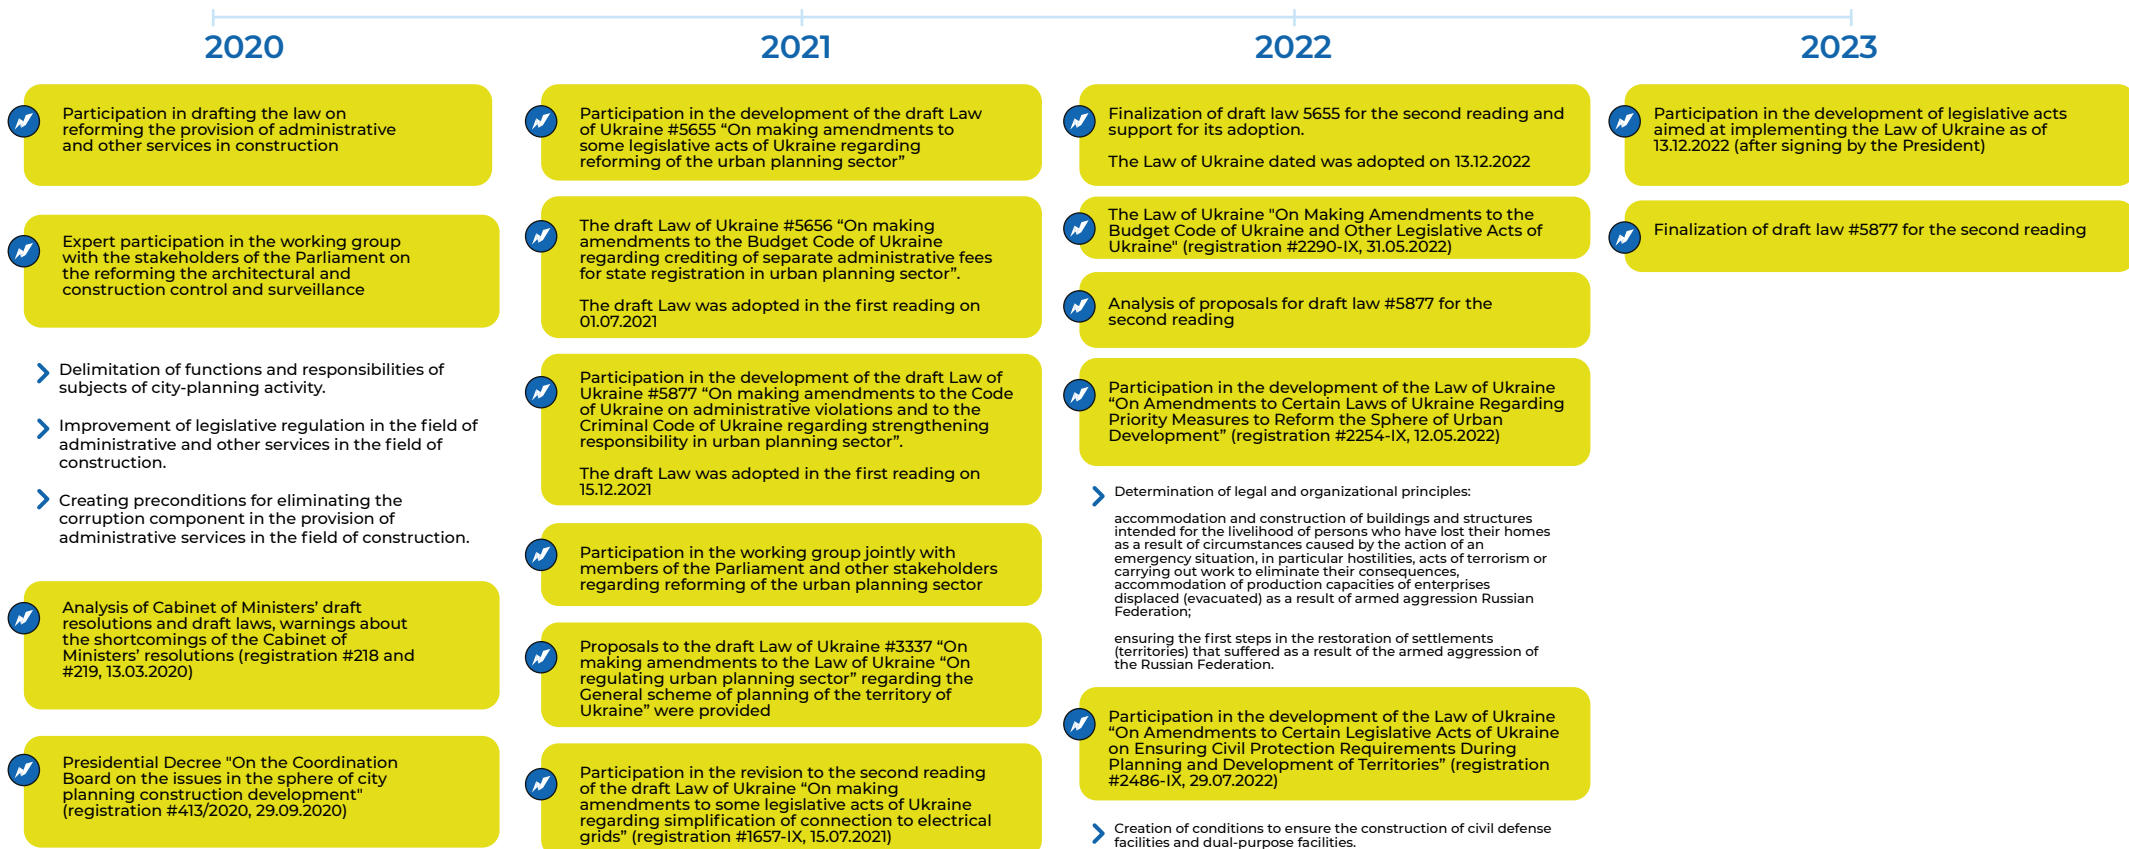 2020
2021
2022
2023
Participation in drafting the law on
reforming the provision of administrative
and other services in construction
Expert participation in the working group
with the stakeholders of the Parliament on
the reforming the architectural and
construction control and surveillance
Delimitation of functions and responsibilities of
subjects of city-planning activity.
Improvement of legislative regulation in the field of
administrative and other services in the field of
construction.
Creating preconditions for eliminating the
corruption component in the provision of
administrative services in the field of construction.
Analysis of Cabinet of Ministers’ draft
resolutions and draft laws, warnings about
the shortcomings of the Cabinet of
Ministers’ resolutions (registration #218 and
#219, 13.03.2020)
Presidential Decree "On the Coordination
Board on the issues in the sphere of city
planning construction development"
(registration #413/2020, 29.09.2020)
Participation in the development of the draft Law
of Ukraine #5655 “On making amendments to
some legislative acts of Ukraine regarding
reforming of the urban planning sector”
The draft Law of Ukraine #5656 “On making
amendments to the Budget Code of Ukraine
regarding crediting of separate administrative fees
for state registration in urban planning sector”.
The draft Law was adopted in the first reading on
01.07.2021
Participation in the development of the draft Law of
Ukraine #5877 “On making amendments to the Code
of Ukraine on administrative violations and to the
Criminal Code of Ukraine regarding strengthening
responsibility in urban planning sector”.
The draft Law was adopted in the first reading on
15.12.2021
Participation in the working group jointly with
members of the Parliament and other stakeholders
regarding reforming of the urban planning sector
Proposals to the draft Law of Ukraine #3337 “On
making amendments to the Law of Ukraine “On
regulating urban planning sector” regarding the
General scheme of planning of the territory of
Ukraine” were provided
Participation in the revision to the second reading
of the draft Law of Ukraine “On making
amendments to some legislative acts of Ukraine
regarding simplification of connection to electrical
grids” (registration #1657-IX, 15.07.2021)
Finalization of draft law 5655 for the second reading and
support for its adoption.
The Law of Ukraine dated was adopted on 13.12.2022
The Law of Ukraine "On Making Amendments to the
Budget Code of Ukraine and Other Legislative Acts of
Ukraine" (registration #2290-IX, 31.05.2022)
Analysis of proposals for draft law #5877 for the
second reading
Participation in the development of the Law of Ukraine
“On Amendments to Certain Laws of Ukraine Regarding
Priority Measures to Reform the Sphere of Urban
Development” (registration #2254-IX, 12.05.2022)
Determination of legal and organizational principles:
accommodation and construction of buildings and structures
intended for the livelihood of persons who have lost their homes
as a result of circumstances caused by the action of an
emergency situation, in particular hostilities, acts of terrorism or
carrying out work to eliminate their consequences,
accommodation of production capacities of enterprises
displaced (evacuated) as a result of armed aggression Russian
Federation;
ensuring the first steps in the restoration of settlements
(territories) that suffered as a result of the armed aggression of
the Russian Federation.
Participation in the development of the Law of Ukraine
“On Amendments to Certain Legislative Acts of Ukraine
on Ensuring Civil Protection Requirements During
Planning and Development of Territories” (registration
#2486-IX, 29.07.2022)
Creation of conditions to ensure the construction of civil defense
facilities and dual-purpose facilities.
Participation in the development of legislative acts
aimed at implementing the Law of Ukraine as of
13.12.2022 (after signing by the President)
Finalization of draft law #5877 for the second reading